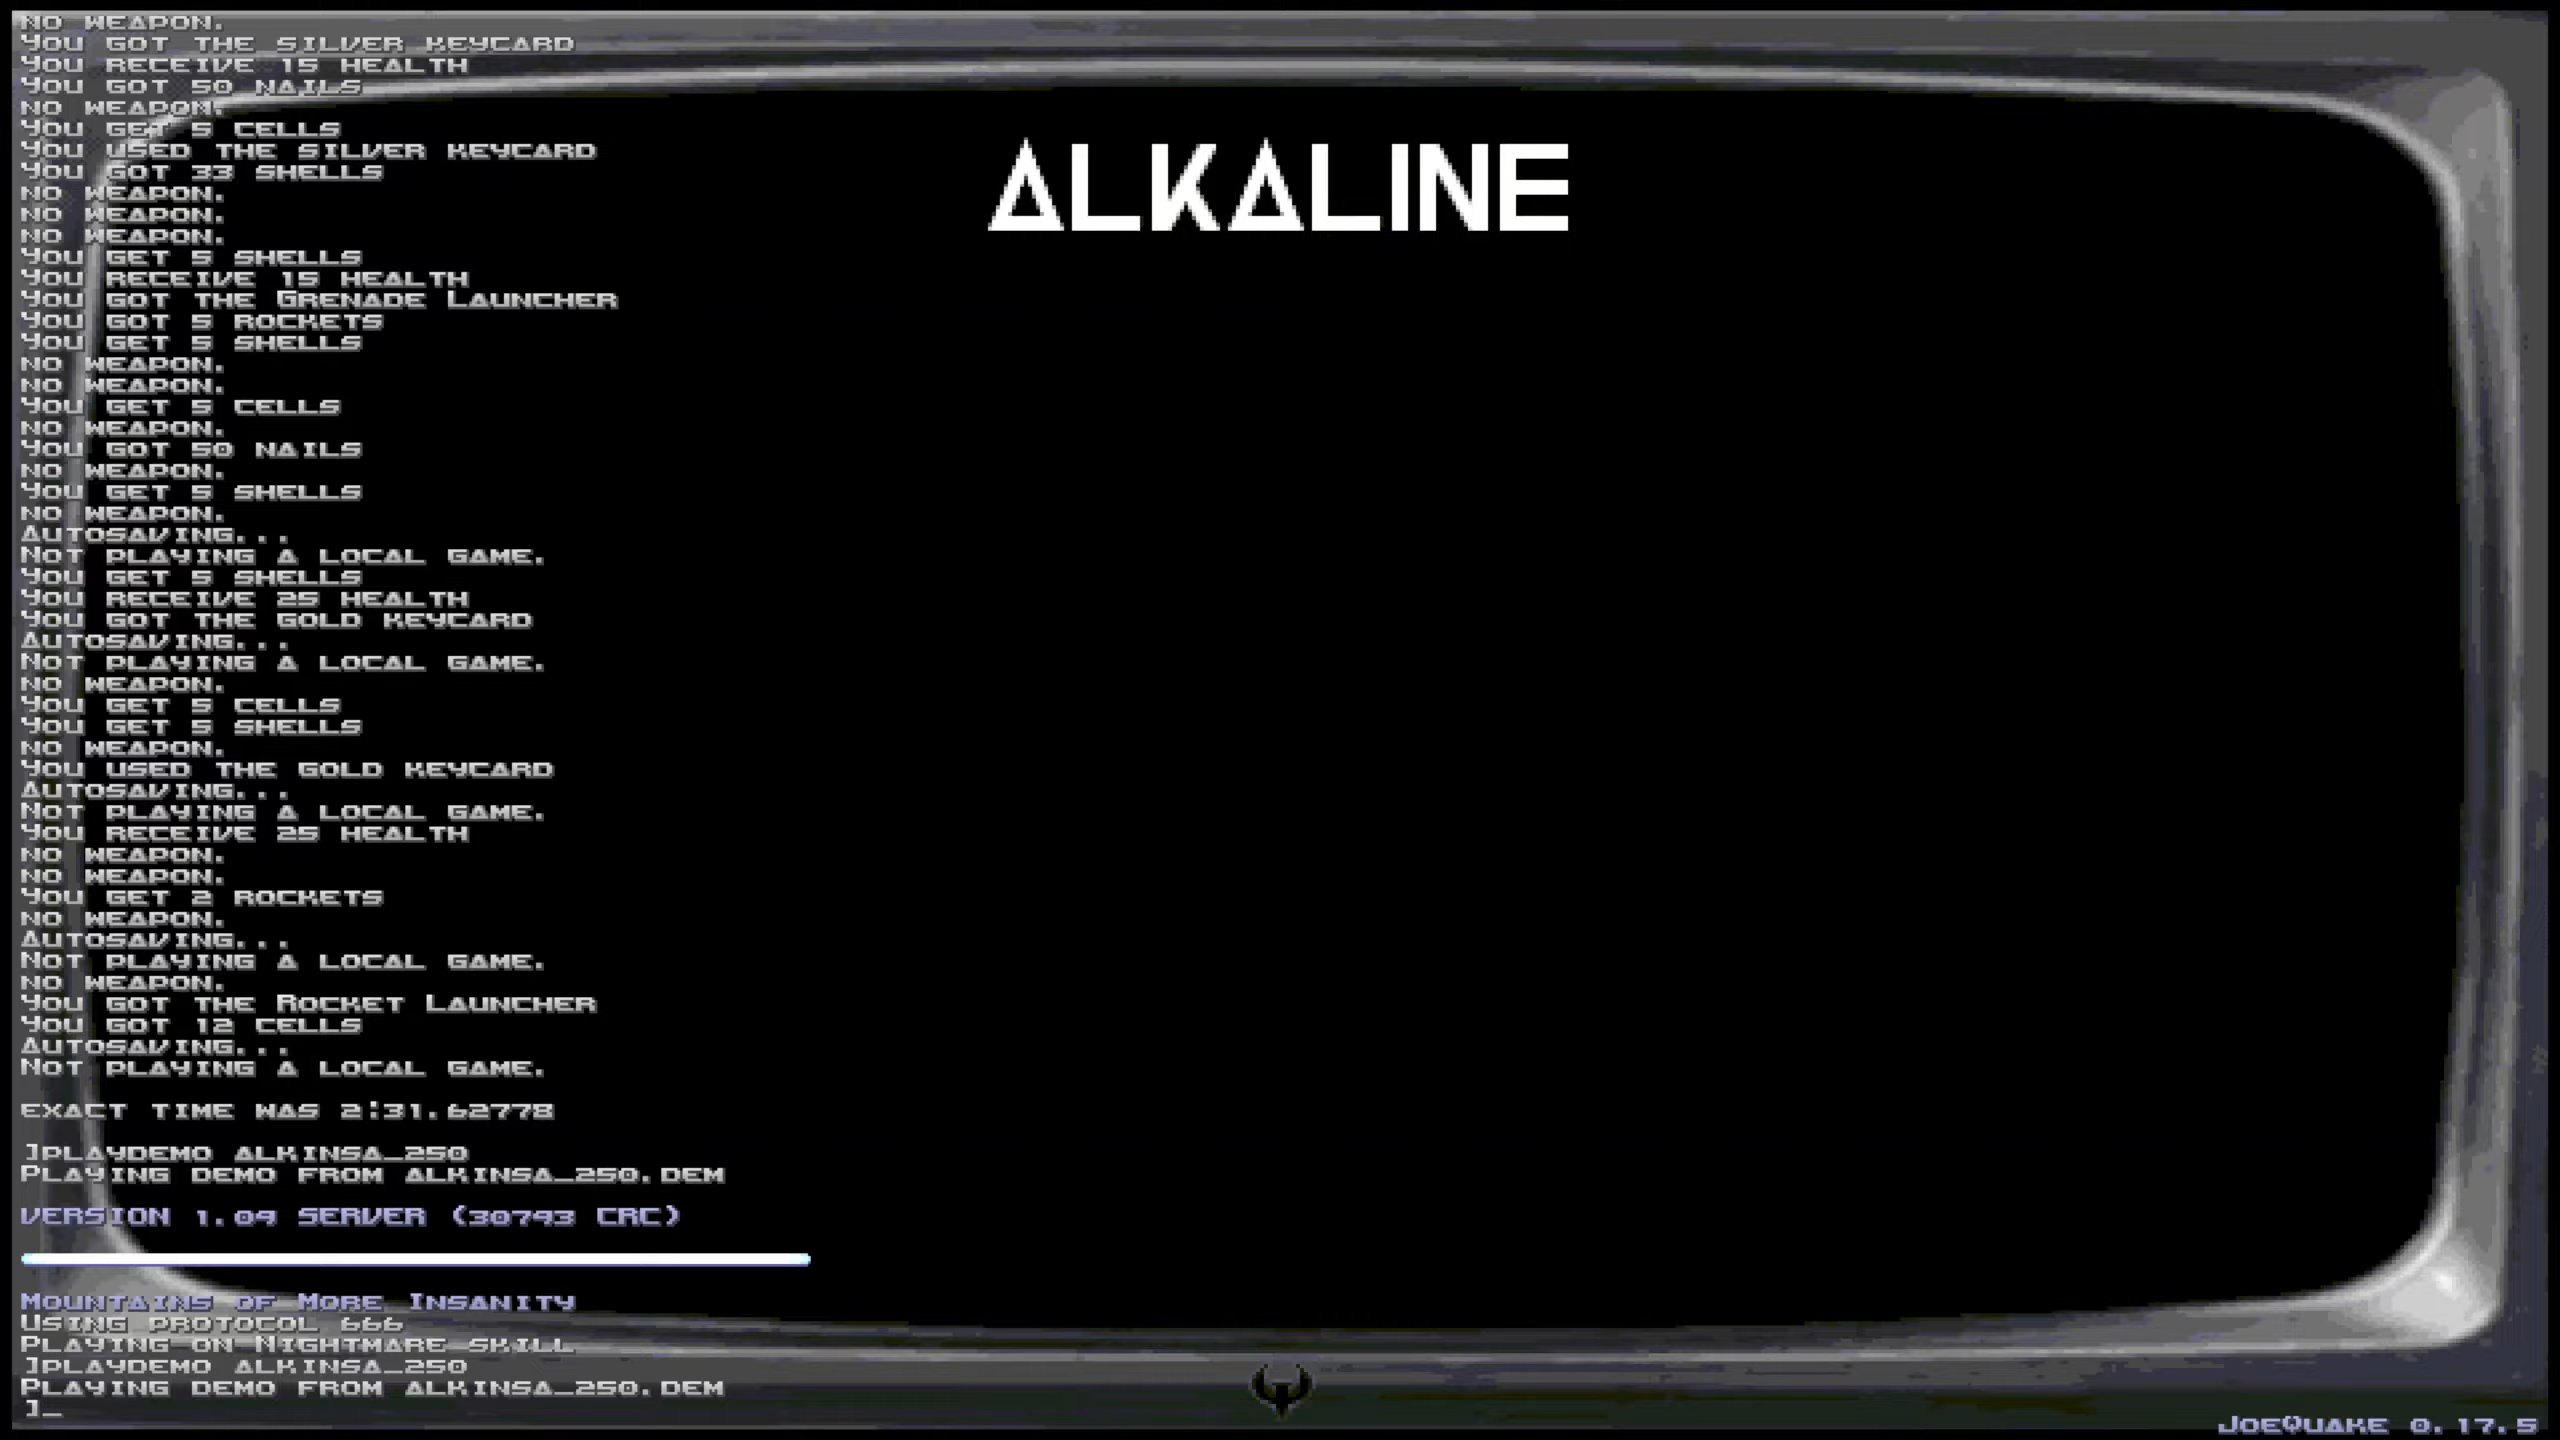 No weapon.
You got the silver keycard
You receive 15 health
You got 50 nails
No weapon.
You get 5 cells
You used the silver keycard
You got 33 shells
No weapon.
No weapon.
No weapon.
You get 5 shells
You receive 15 health
You got the Grenade Launcher
You got 5 rockets
You get 5 shells
No weapon.
No weapon.
You get 5 cells
No weapon.
You got 50 nails
No weapon.
You get 5 shells
No weapon.
Autosaving...
Not playing a local game.
You get 5 shells
You receive 25 health
You got the gold keycard
Autosaving...
Not playing a local game.
No weapon.
You get 5 cells
You get 5 shells
No weapon.
You used the gold keycard
Autosaving...
Not playing a local game.
You receive 25 health
No weapon.
No weapon.
You get 2 rockets
No weapon.
Autosaving...
Not playing a local game.
No weapon.
You got the Rocket Launcher
You got 12 cells
Autosaving...
Not playing a local game.
exact time was 2:31.62778
]playdemo alkinsa_250
Playing demo from alkinsa_250.dem
VERSION 1.09 SERVER (30793 CRC)
Mountains of More Insanity
Using protocol 666
Playing on Nightmare skill
]playdemo alkinsa_250
Playing demo from alkinsa_250.dem
]_
ALKALINE
JoeQuake 0.17.5